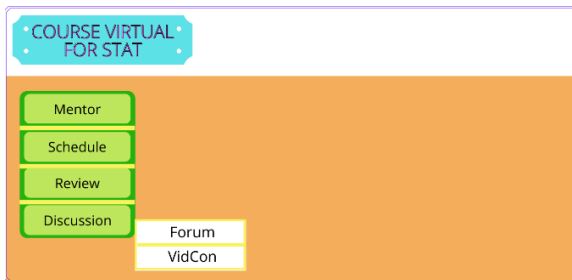 COURSE VIRTUAL
FOR STAT
Mentor
Schedule
Review
Discussion
Forum
VidCon